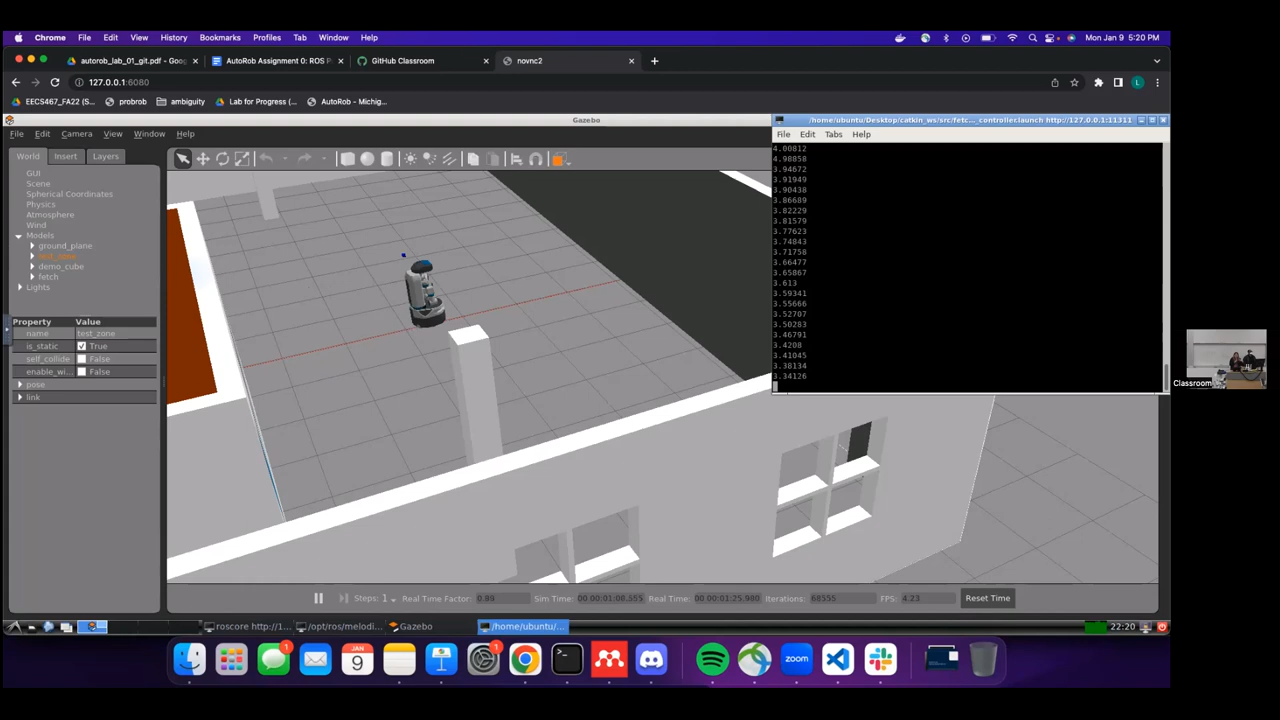 Chrome File Edit View History Bookmarks Profiles Tab Window Help Mon Jan 9 5:20 PM
autorob_lab_01_git.pdf - Goog AutoRob Assignment 0: ROS P GitHub Classroom novnc2
127.0.0.1:6080 L
EECS467_FA22 (S... probrob ambiguity Lab for Progress (... AutoRob - Michig...
Gazebo
File Edit Camera View Window Help
World Insert Layers
GUI
Scene
Spherical Coordinates
Physics
Atmosphere
Wind
Models
ground_plane
test_zone
demo_cube
fetch
Lights
Property Value
name test_zone
is_static True
self_collide False
enable_wi... False
pose
link
/home/ubuntu/Desktop/catkin_ws/src/fetc..._controller.launch http://127.0.0.1:11311
File Edit Tabs Help
4.00812
4.98858
3.94672
3.91949
3.90438
3.86689
3.82229
3.81579
3.77623
3.74843
3.71758
3.66477
3.65867
3.613
3.59341
3.55666
3.52707
3.50283
3.46791
3.4208
3.41045
3.38134
3.34126
Classroom
Steps: 1 Real Time Factor: 0.89 Sim Time: 00 00:01:08.555 Real Time: 00 00:01:25.980 Iterations: 68555 FPS: 4.23 Reset Time
roscore http://1... /opt/ros/melodi... Gazebo /home/ubuntu/... 22:20
1 JAN 9 1 zoom